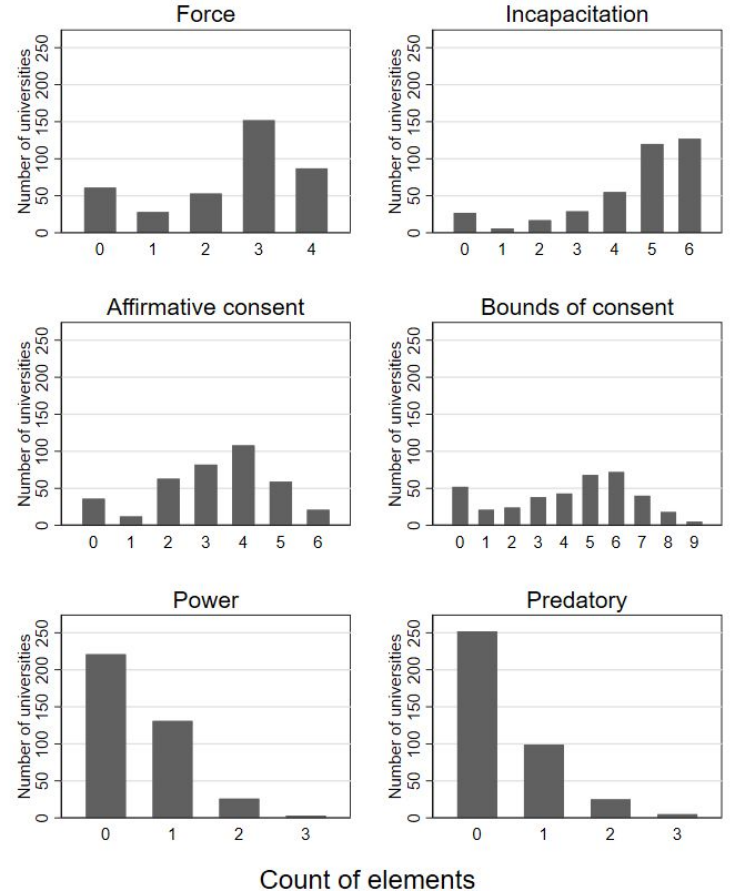 Force
Number of universities
0 50 100 150 200 250
0 1 2 3 4
Incapacitation
Number of universities
0 50 100 150 200 250
0 1 2 3 4 5 6
Affirmative consent
Number of universities
0 50 100 150 200 250
0 1 2 3 4 5 6
Bounds of consent
Number of universities
0 50 100 150 200 250
0 1 2 3 4 5 6 7 8 9
Power
Number of universities
0 50 100 150 200 250
0 1 2 3
Predatory
Number of universities
0 50 100 150 200 250
0 1 2 3
Count of elements